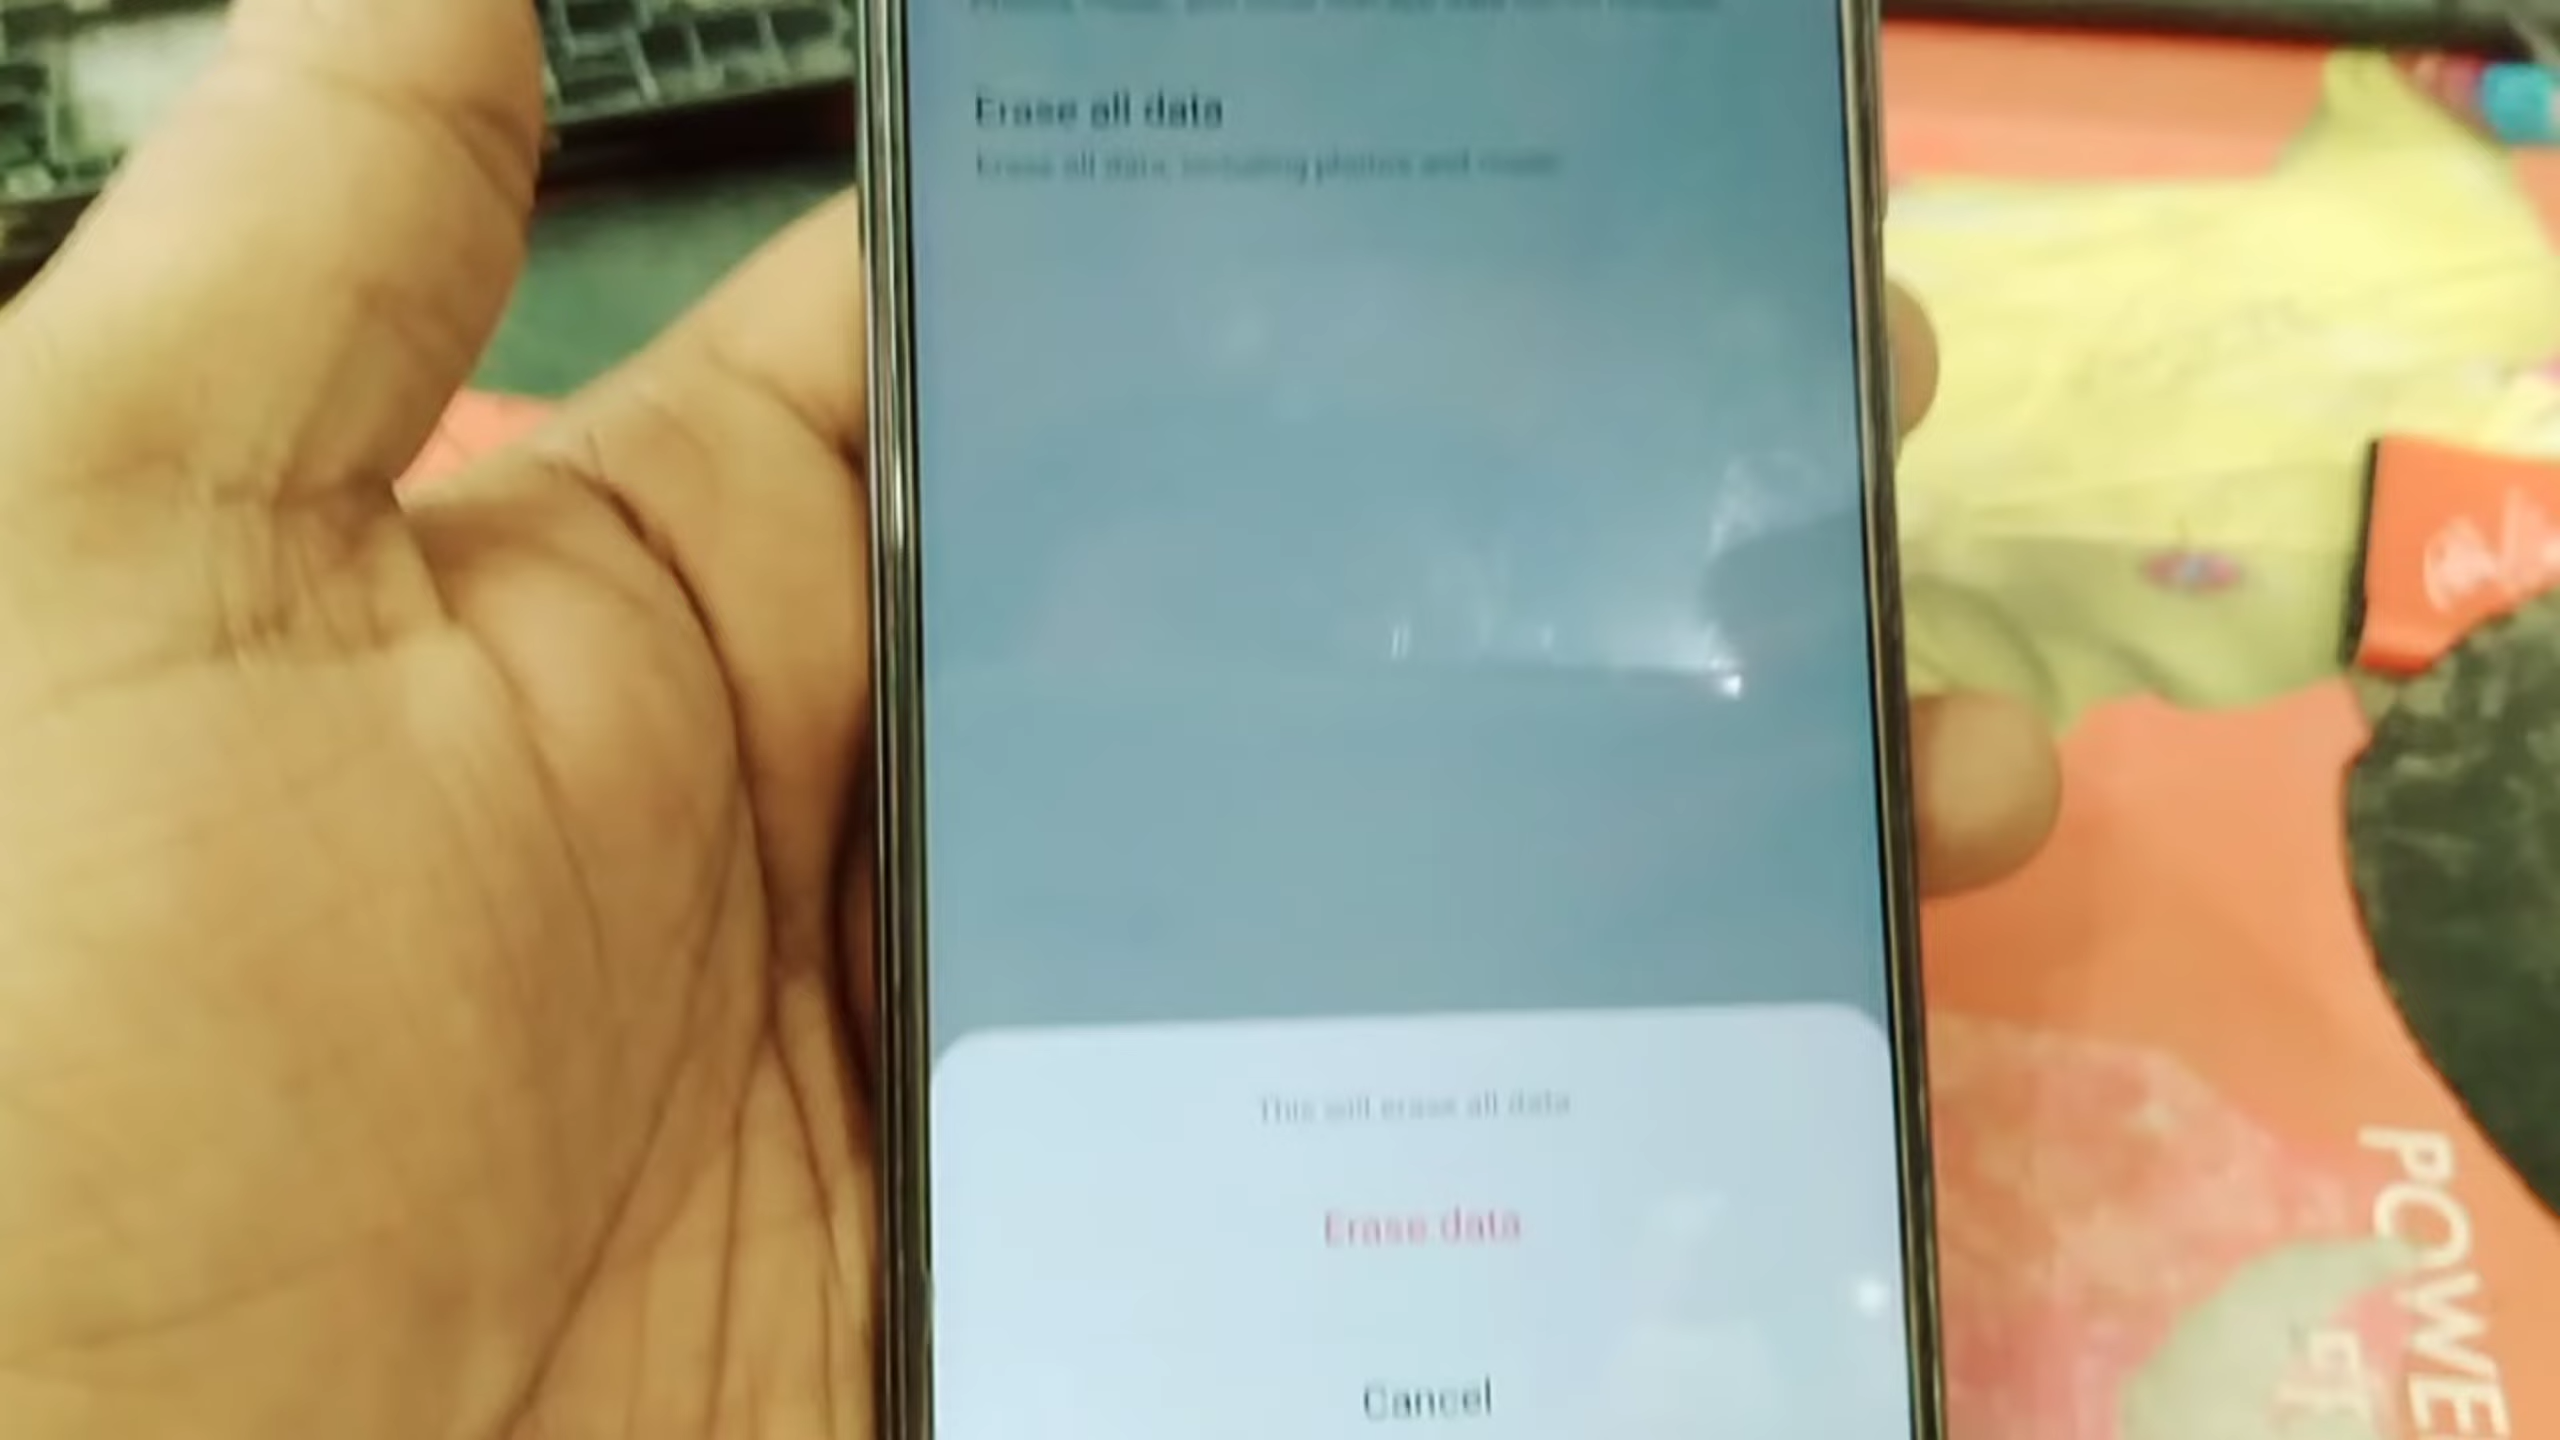 Erase all data
Erase all data, including photos and music
This will erase all data
Erase data
Cancel
POWE